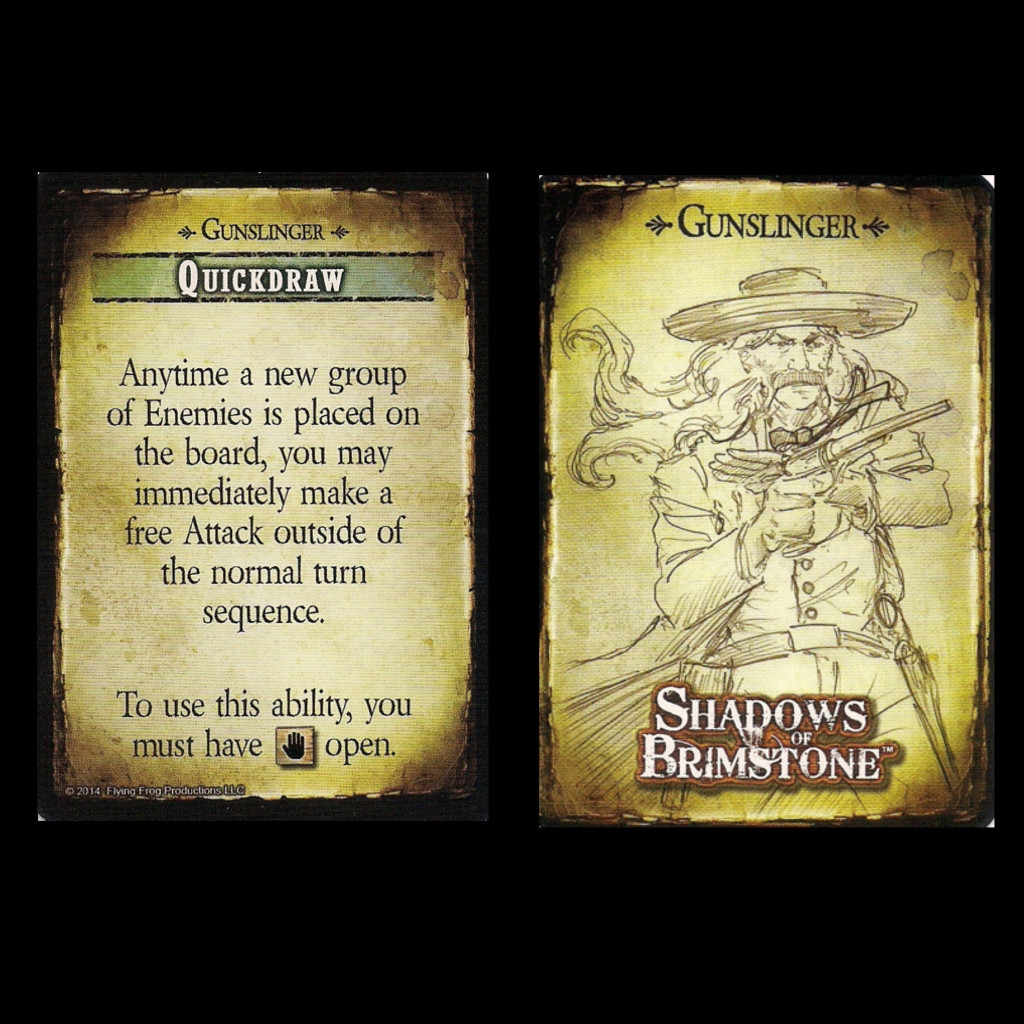 GUNSLINGER
QUICKDRAW
Anytime a new group
of Enemies is placed on
the board, you may
immediately make a
free Attack outside of
the normal turn
sequence.
To use this ability, you
must have open.
© 2014 Flying Frog Productions LLC
GUNSLINGER
SHADOWS
OF
BRIMSTONE™